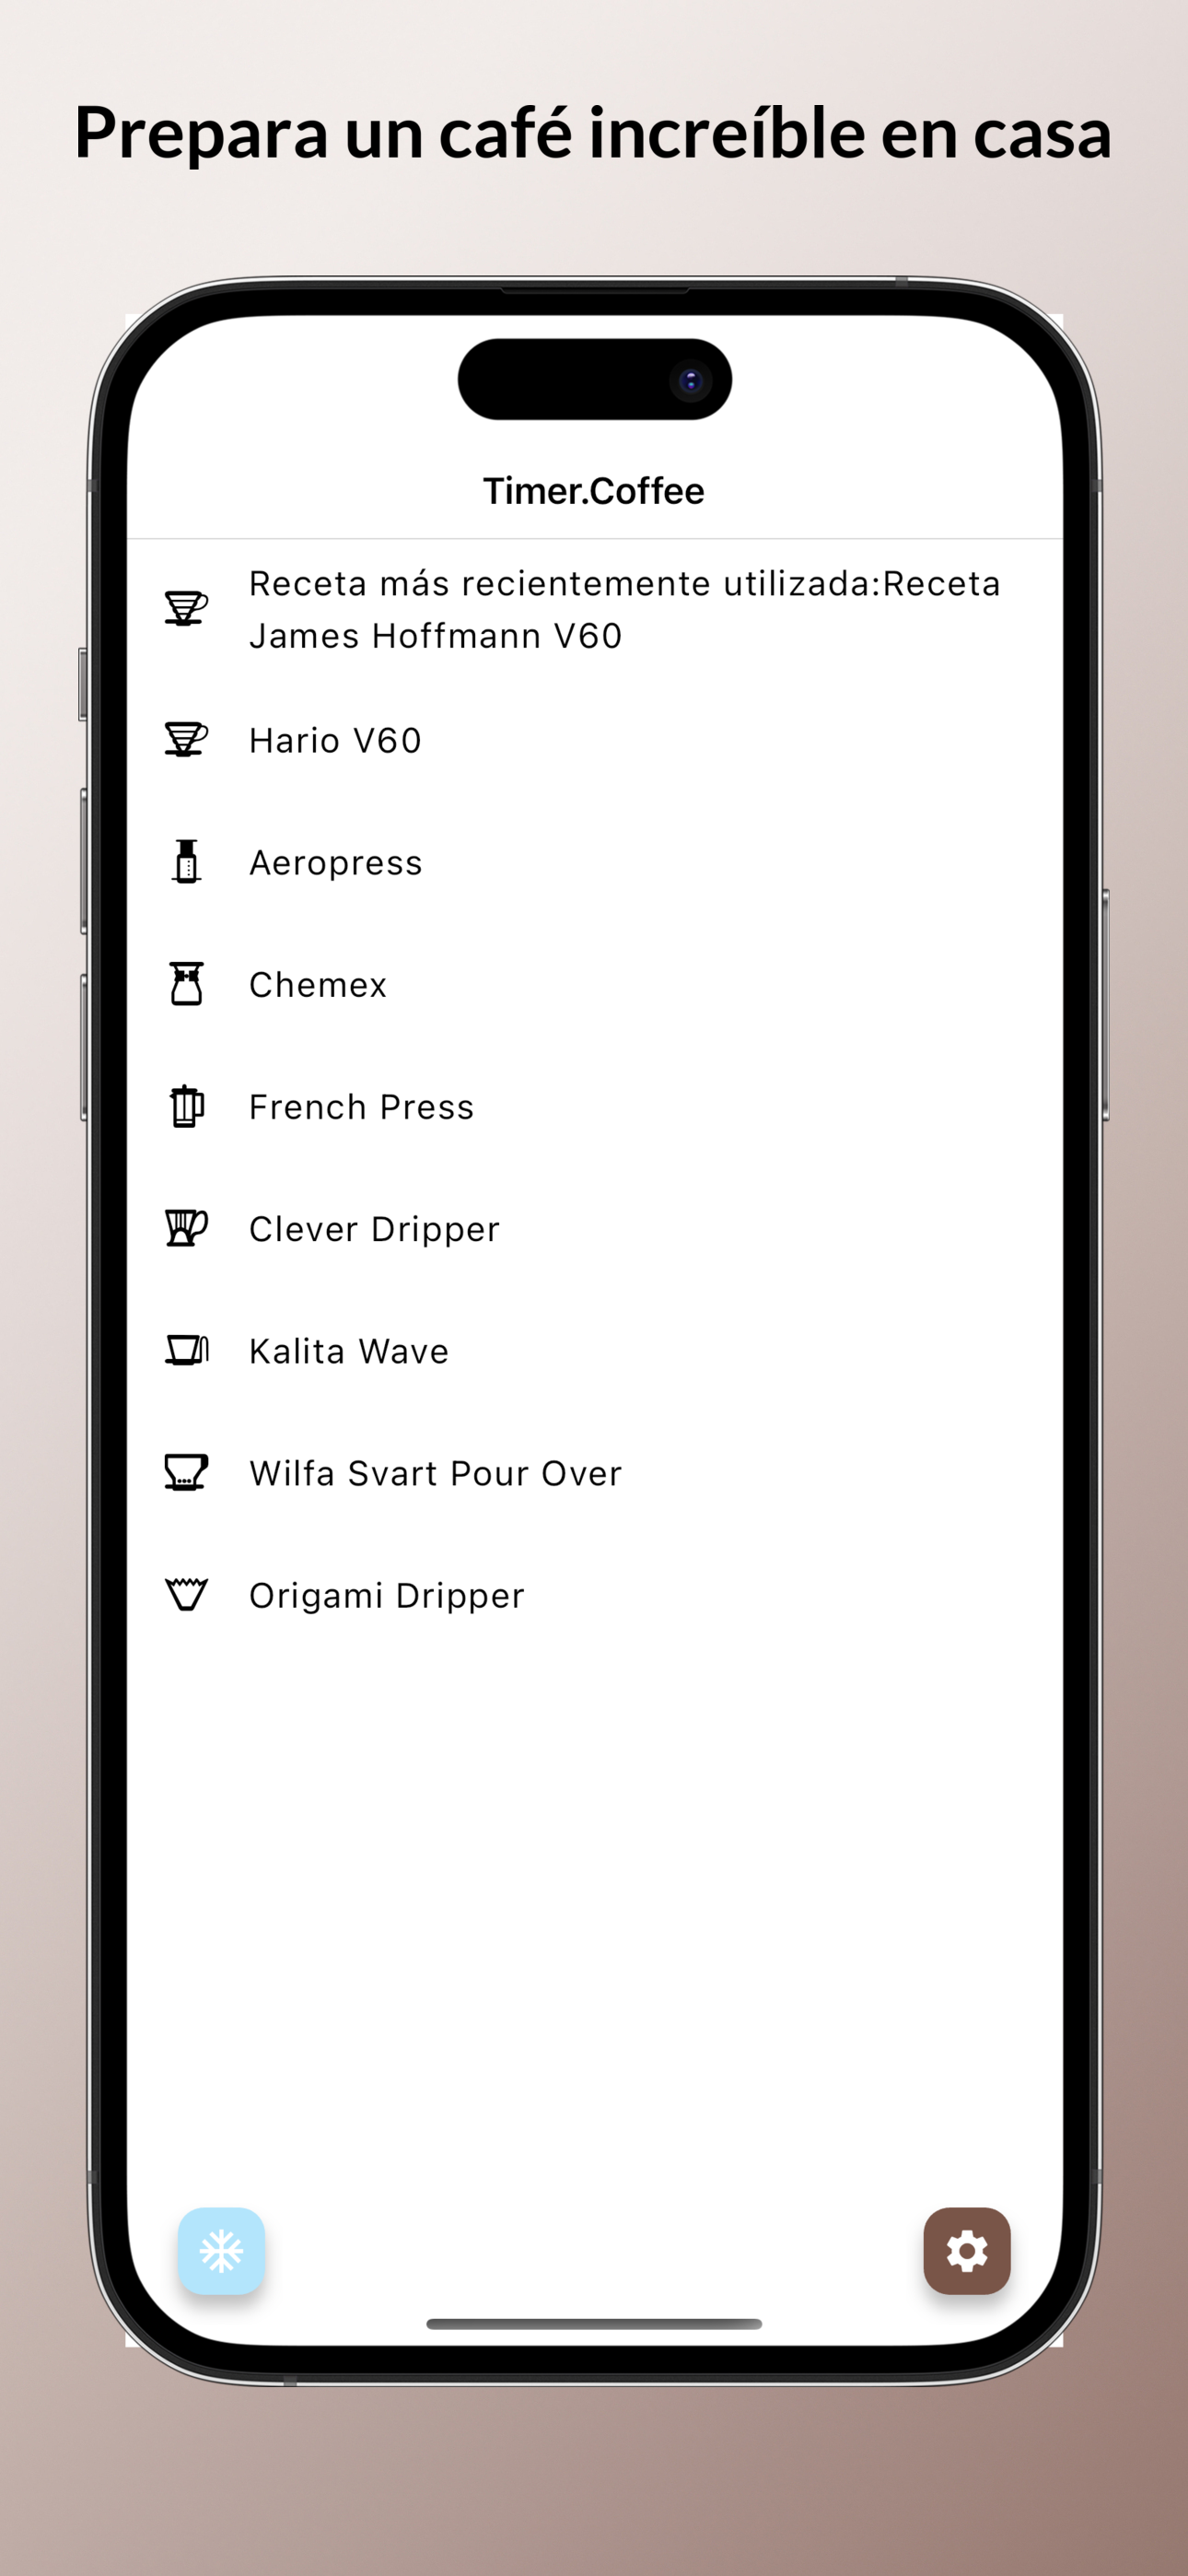 Prepara un café increíble en casa
Timer.Coffee
Receta más recientemente utilizada:Receta
James Hoffmann V60
Hario V60
Aeropress
Chemex
French Press
Clever Dripper
Kalita Wave
Wilfa Svart Pour Over
Origami Dripper